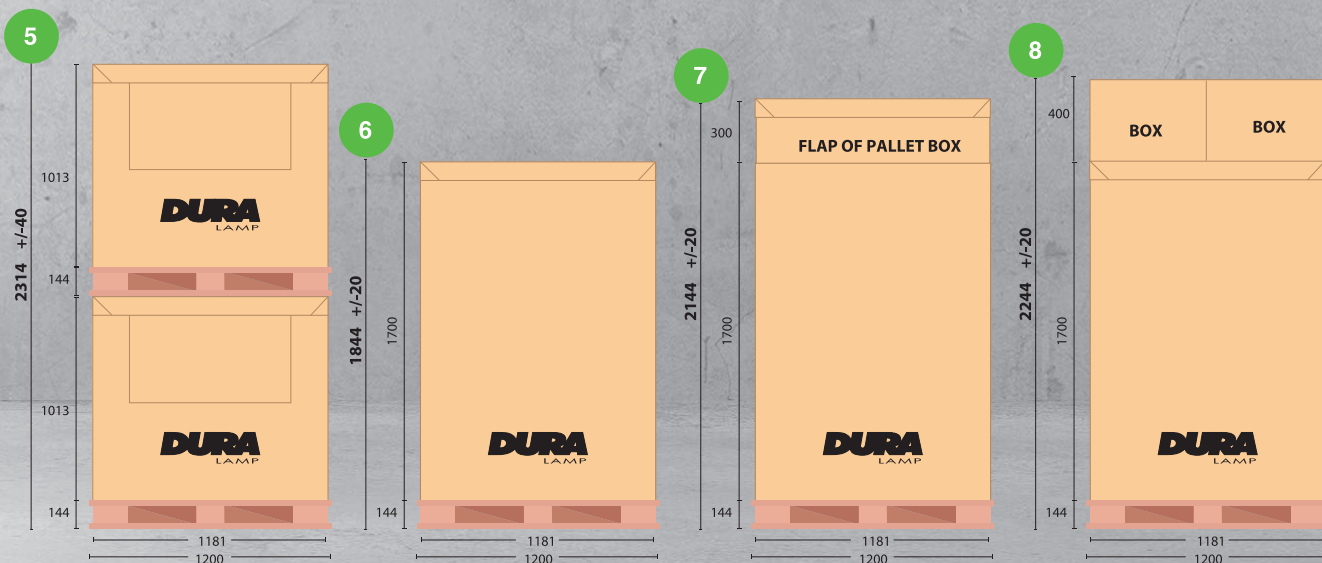 5
1013
144
2314 +/-40
1013
144
DURA
LAMP
DURA
LAMP
1181
1200
6
1844 +/-20
1700
144
DURA
LAMP
1181
1200
7
300
2144 +/-20
1700
144
FLAP OF PALLET BOX
DURA
LAMP
1181
1200
8
400
2244 +/-20
1700
144
BOX
BOX
DURA
LAMP
1181
1200